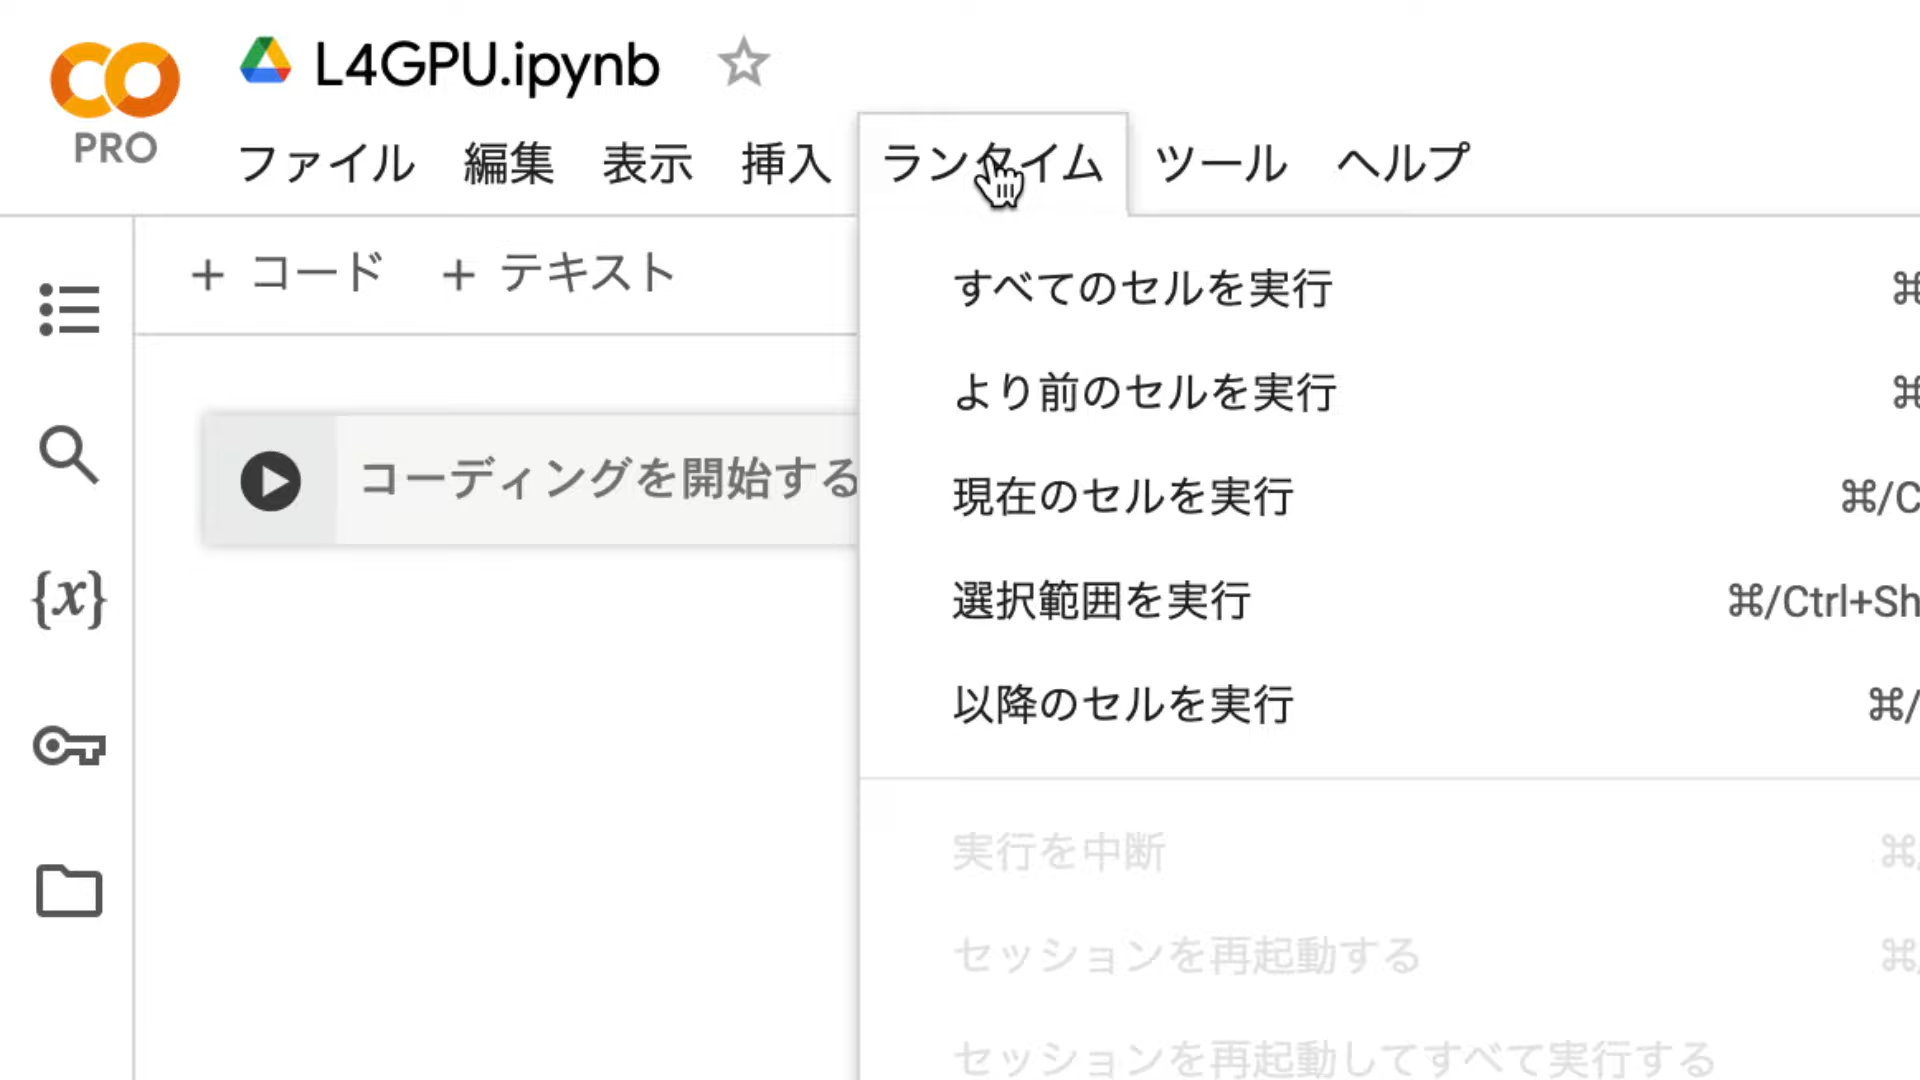 CO L4GPU.ipynb
PRO
ファイル 編集 表示 挿入 ランタイム ツール ヘルプ
+ コード + テキスト
すべてのセルを実行 ⌘
より前のセルを実行 ⌘
{x}
コーディングを開始する
現在のセルを実行 ⌘/C
選択範囲を実行 ⌘/Ctrl+Sh
以降のセルを実行 ⌘/
実行を中断 ⌘/
セッションを再起動する ⌘/
セッションを再起動してすべて実行する